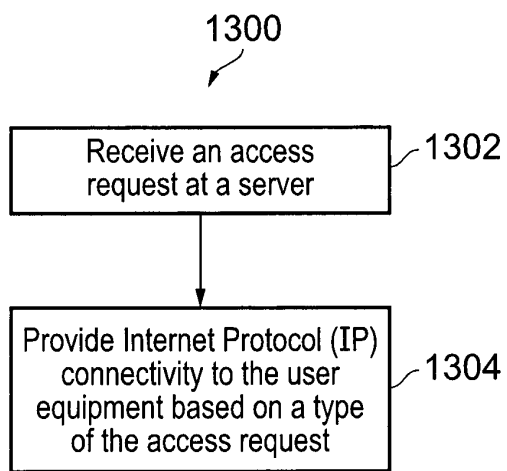 1300
Receive an access
request at a server
1302
Provide Internet Protocol (IP)
connectivity to the user
equipment based on a type
of the access request
1304